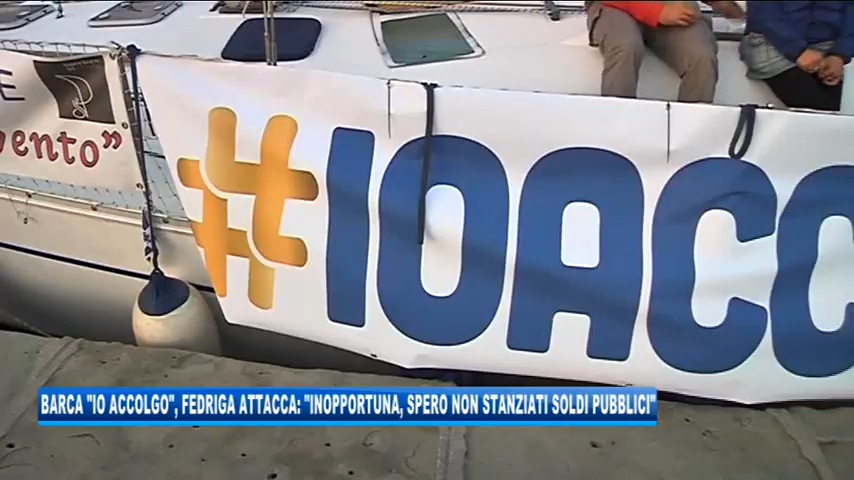 E
vento"
#IOACC
BARCA "IO ACCOLGO", FEDRIGA ATTACCA: "INOPPORTUNA, SPERO NON STANZIATI SOLDI PUBBLICI"